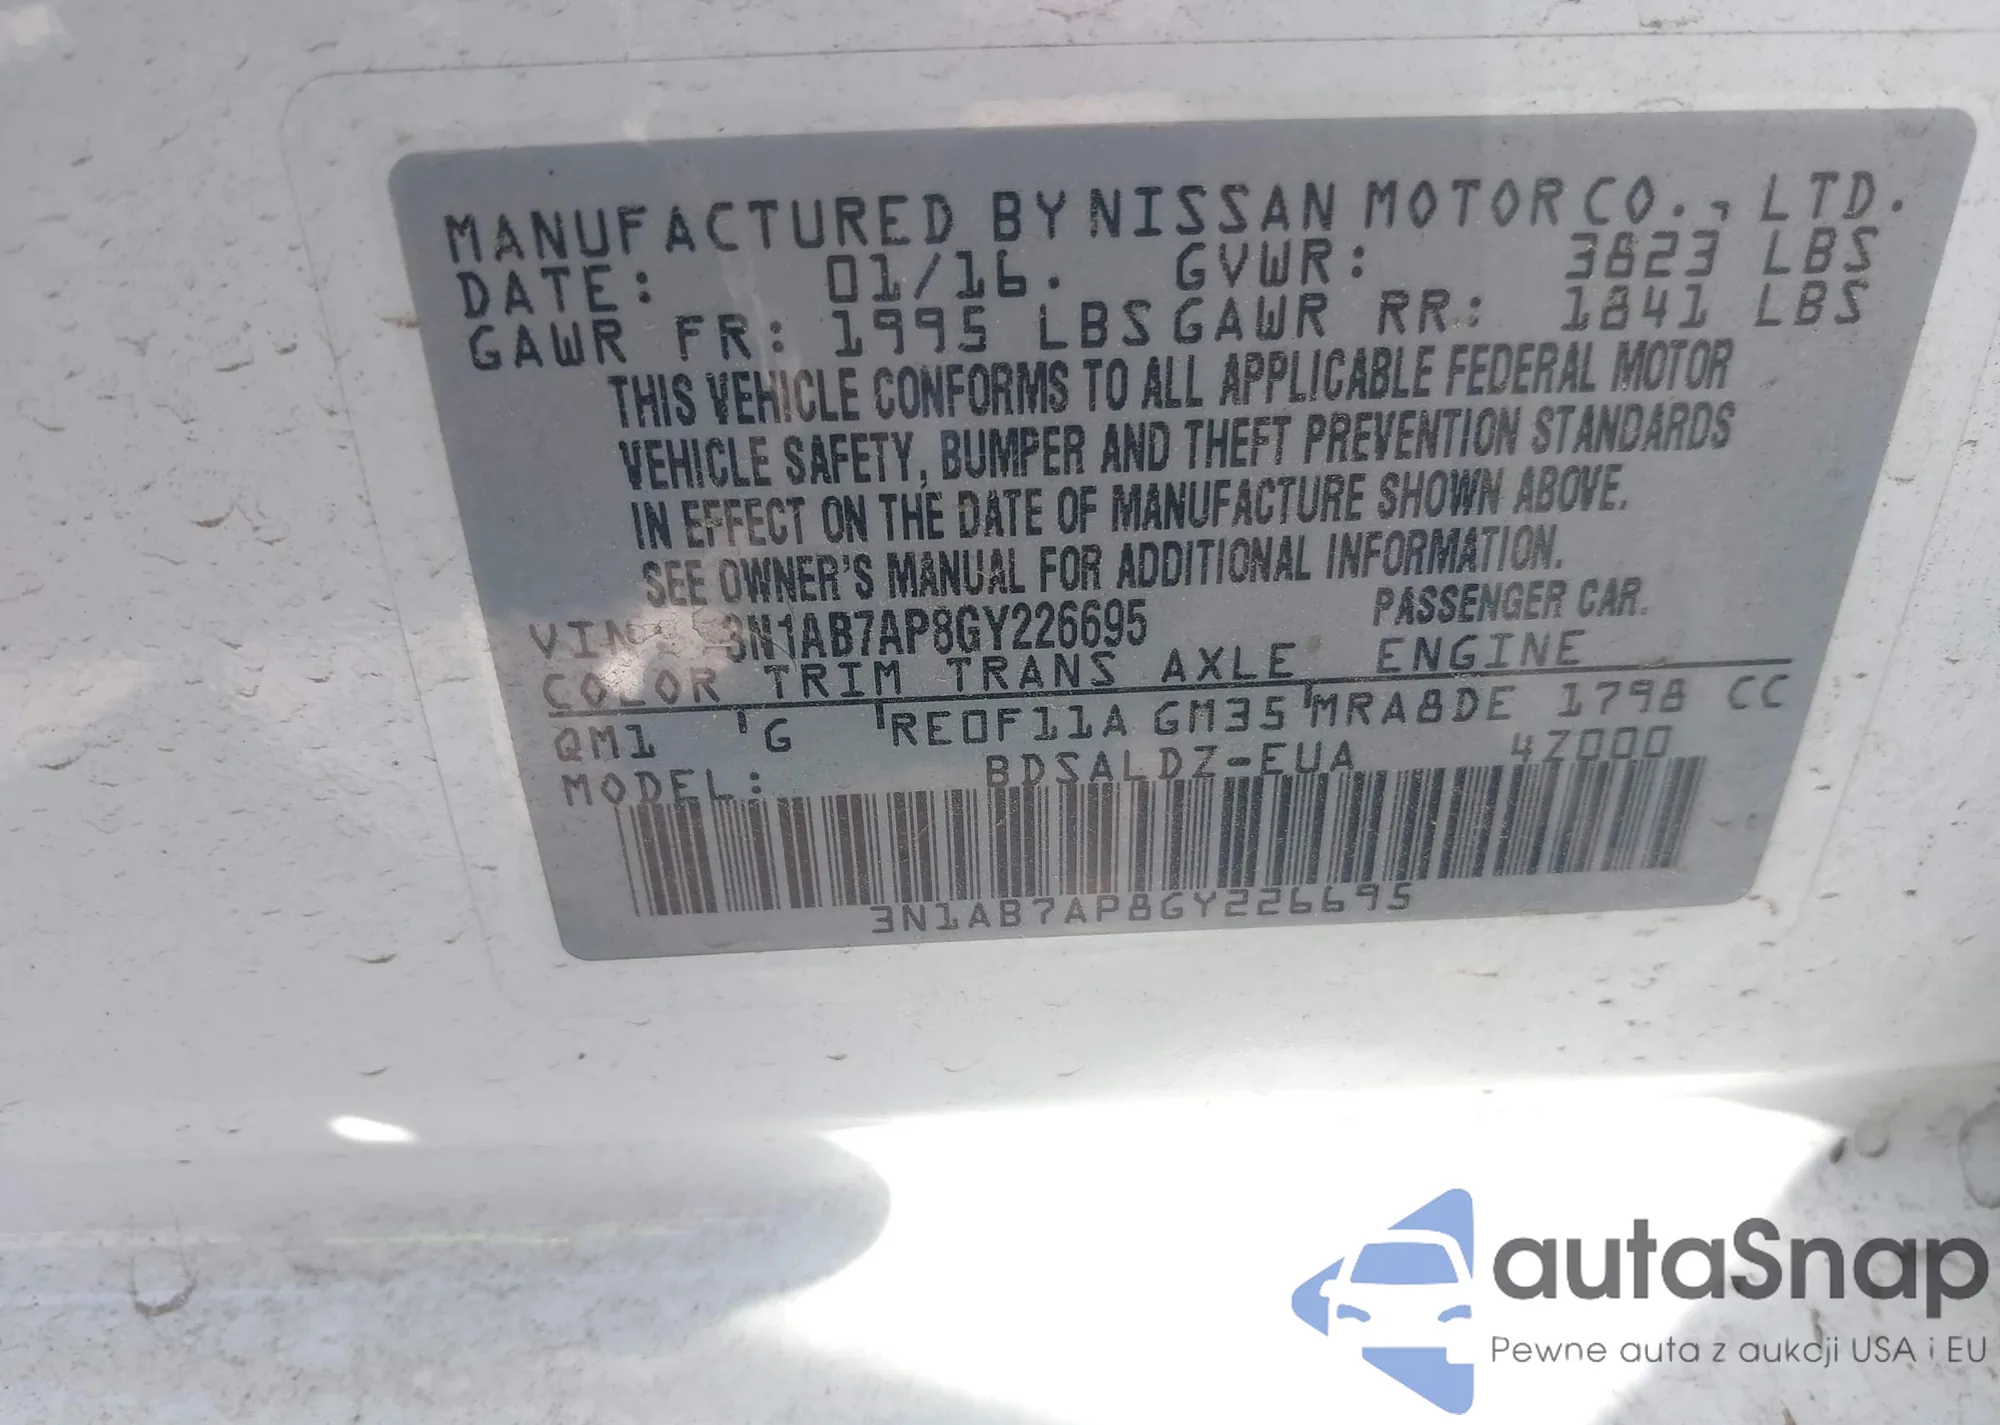 MANUFACTURED BY NISSAN MOTOR CO., LTD.
DATE: 01/16. GVWR: 3823 LBS
GAWR FR: 1995 LBS GAWR RR: 1841 LBS
THIS VEHICLE CONFORMS TO ALL APPLICABLE FEDERAL MOTOR
VEHICLE SAFETY, BUMPER AND THEFT PREVENTION STANDARDS
IN EFFECT ON THE DATE OF MANUFACTURE SHOWN ABOVE.
SEE OWNER'S MANUAL FOR ADDITIONAL INFORMATION.
VIN: 3N1AB7AP8GY226695 PASSENGER CAR.
COLOR TRIM TRANS AXLE ENGINE
QM1 G RE0F11A GM35 MRA8DE 1798 CC
MODEL: BDSALDZ-EUA 4Z000
3N1AB7AP8GY226695
autaSnap
Pewne auta z aukcji USA i EU